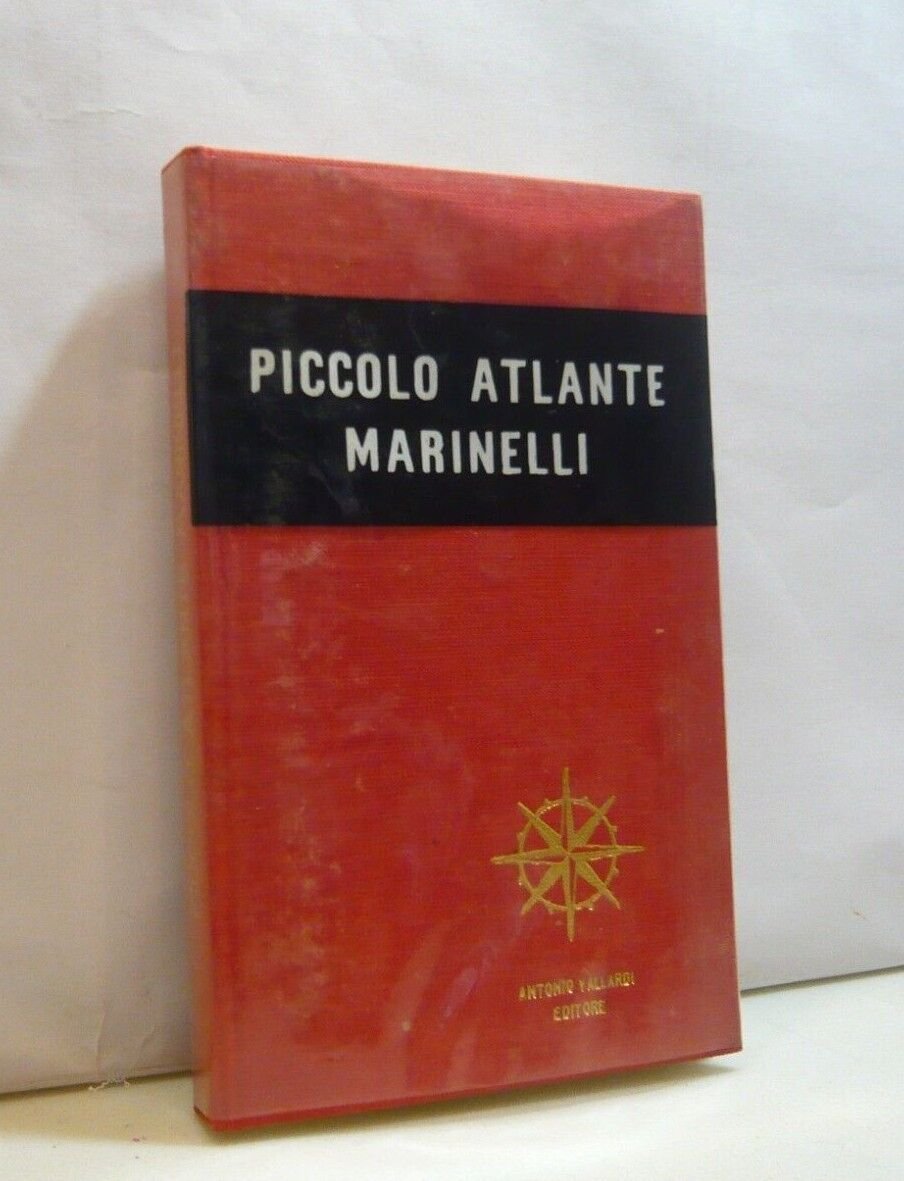 PICCOLO ATLANTE
MARINELLI
ANTONIO VALLARDI
EDITORE